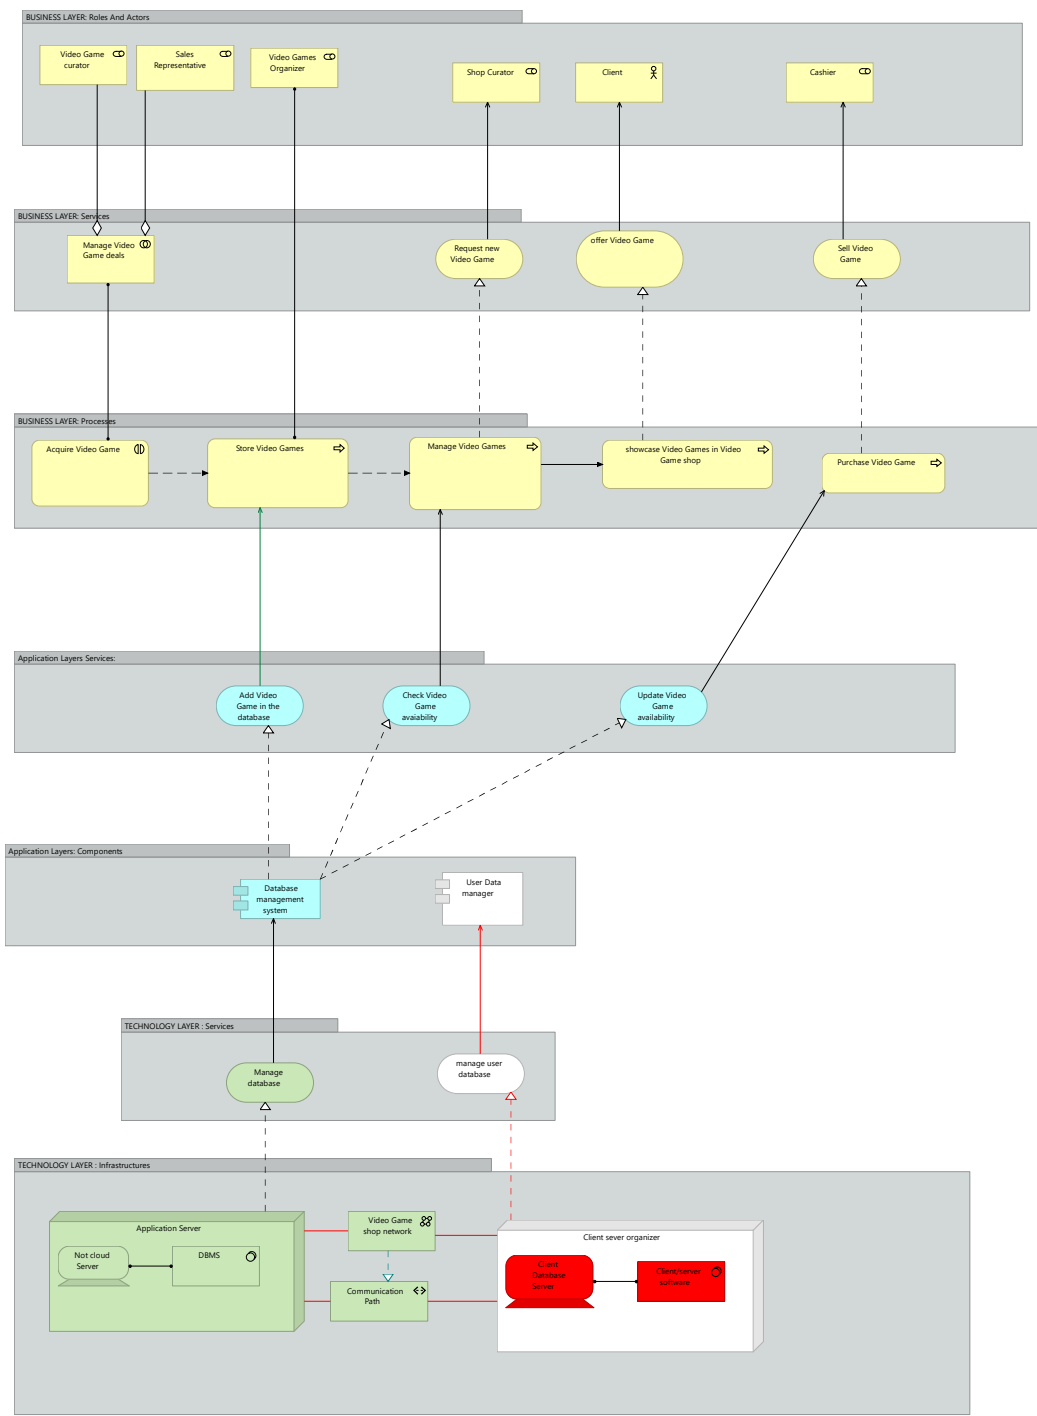 BUSINESS LAYER: Roles And Actors
Video Game
curator
Sales
Representative
Video Games
Organizer
Shop Curator
Client
Cashier
BUSINESS LAYER: Services
Manage Video
Game deals
Request new
Video Game
offer Video Game
Sell Video
Game
BUSINESS LAYER: Processes
Acquire Video Game
Store Video Games
Manage Video Games
showcase Video Games in Video
Game shop
Purchase Video Game
Application Layers Services:
Add Video
Game in the
database
Check Video
Game
avaiability
Update Video
Game
availability
Application Layers: Components
Database
management
system
User Data
manager
TECHNOLOGY LAYER : Services
Manage
database
manage user
database
TECHNOLOGY LAYER : Infrastructures
Application Server
Not cloud
Server
DBMS
Video Game
shop network
Communication
Path
Client sever organizer
Client
Database
Server
Client/server
software